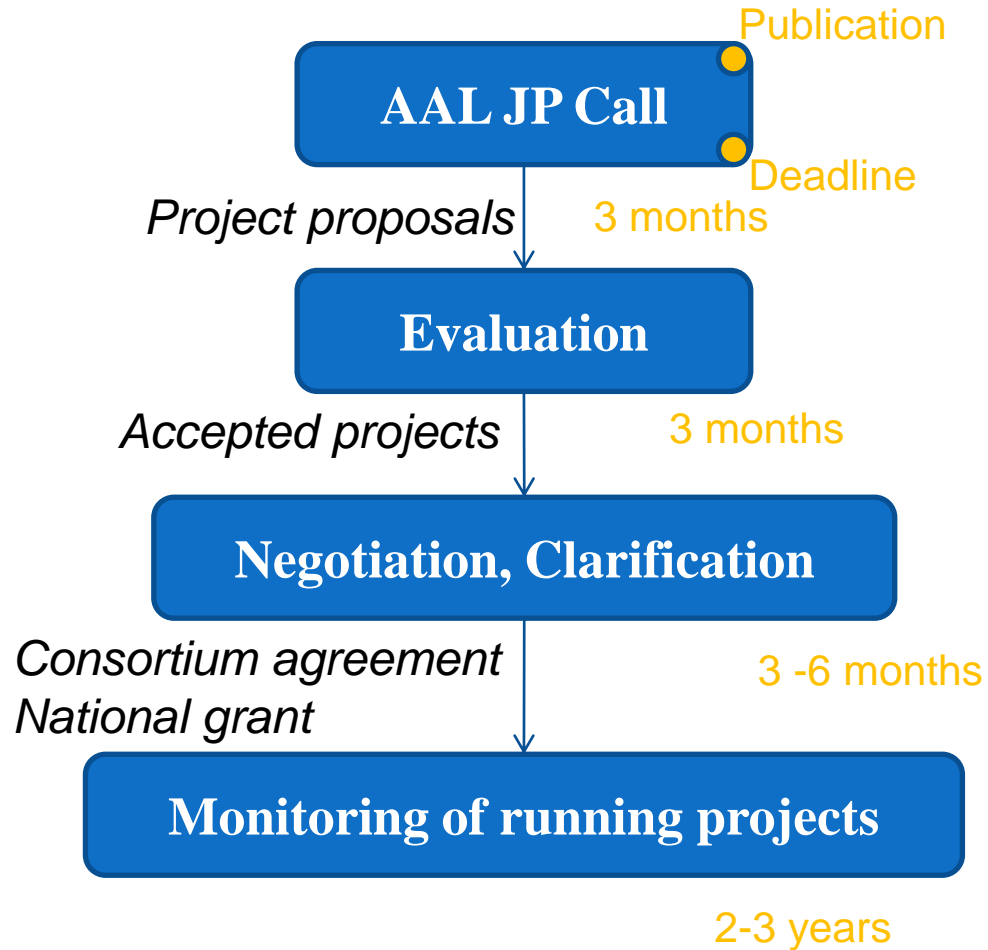 Publication
AAL JP Call
Deadline
Project proposals
3 months
Evaluation
Accepted projects
3 months
Negotiation, Clarification
Consortium agreement
National grant
3 -6 months
Monitoring of running projects
2-3 years